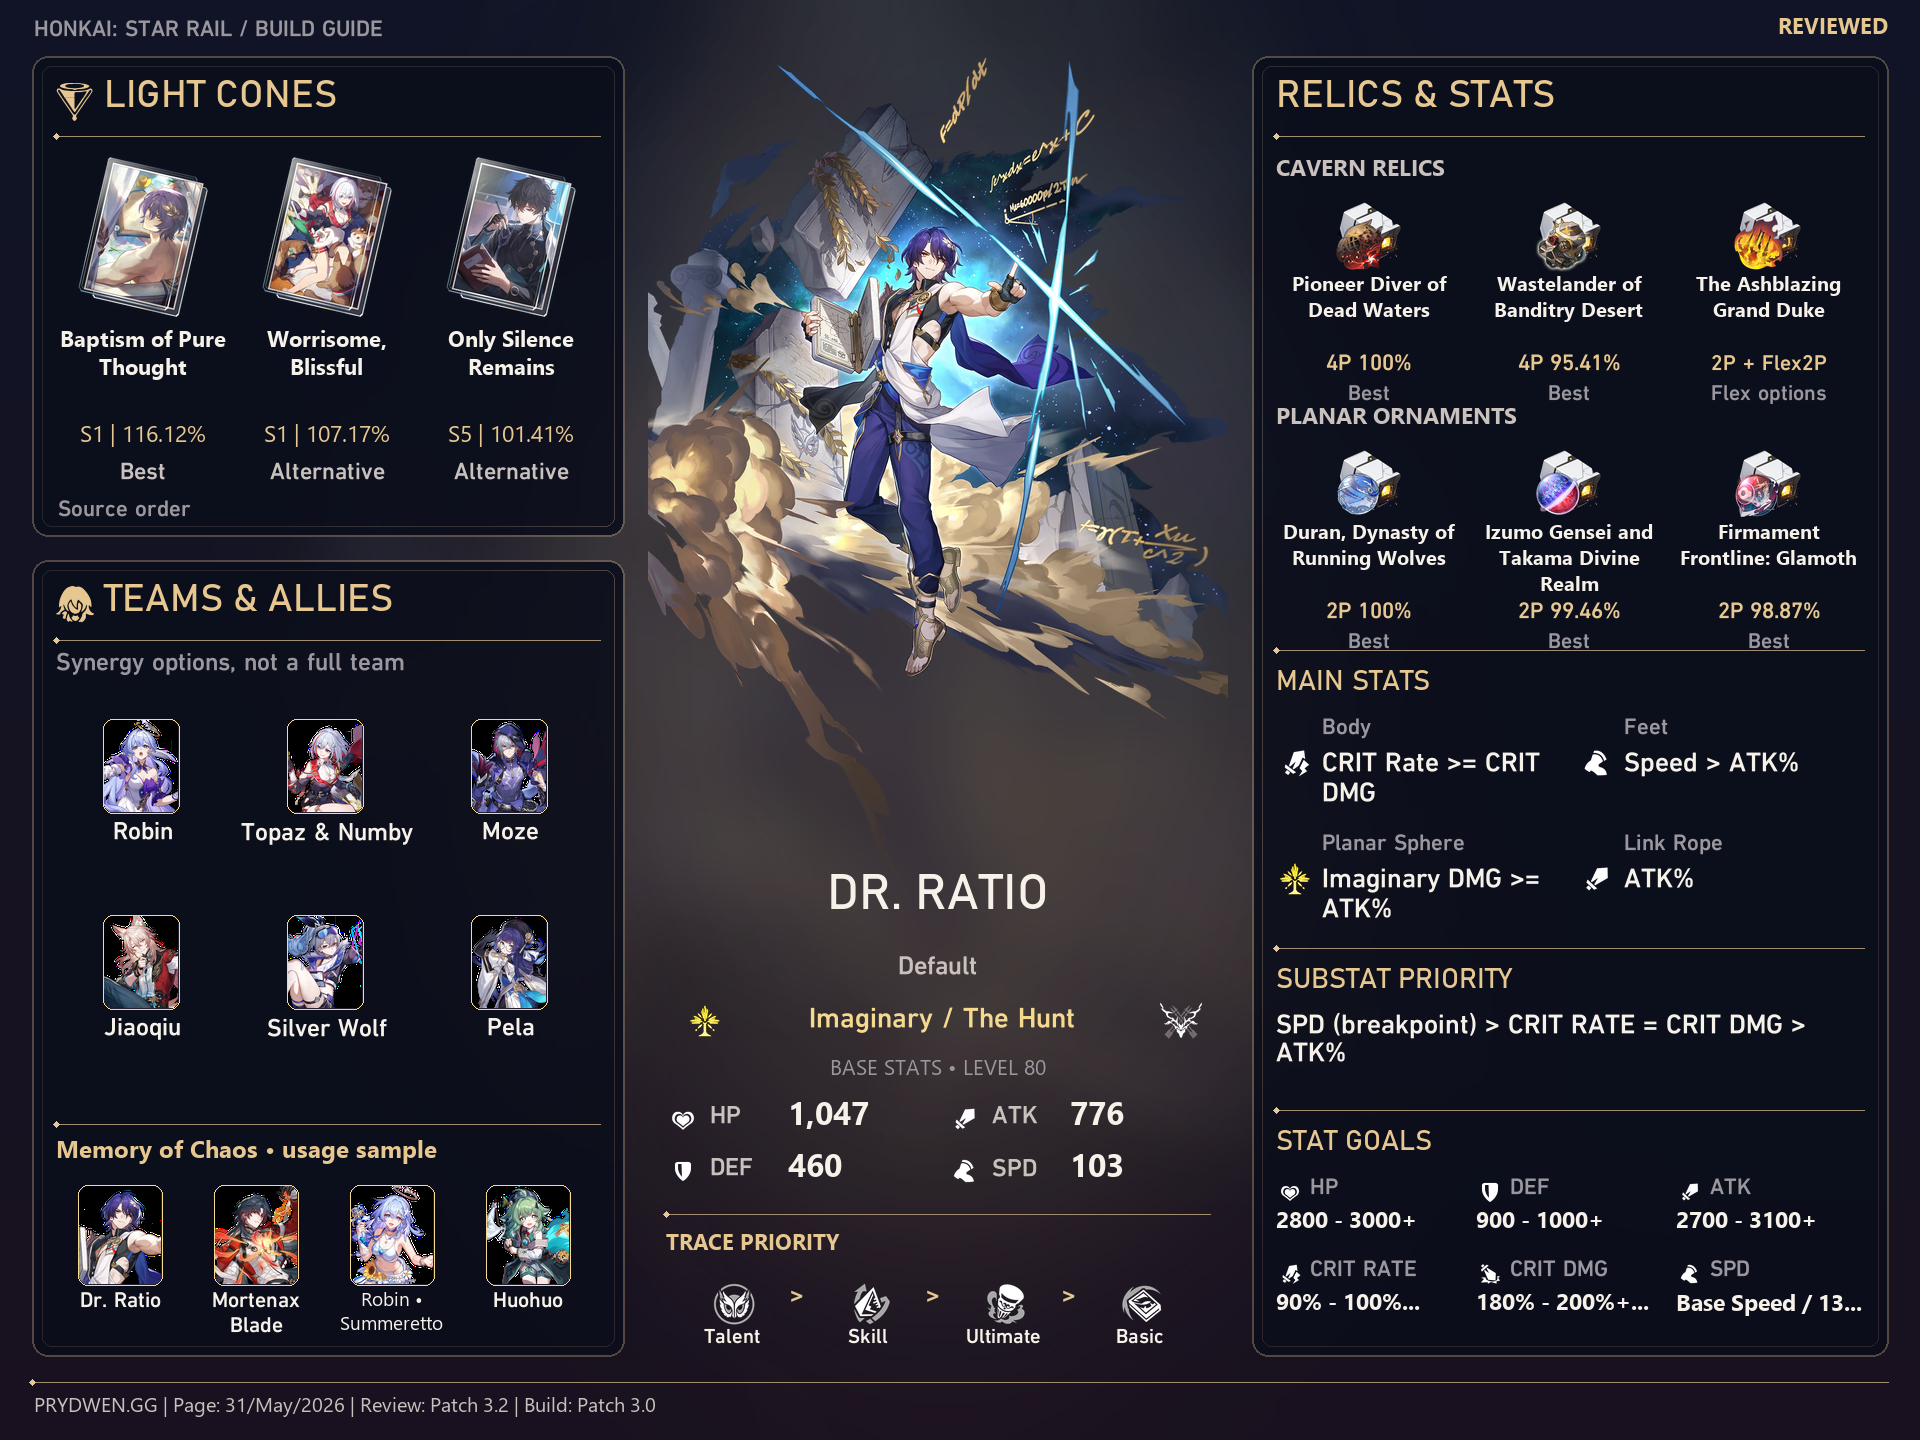 HONKAI: STAR RAIL / BUILD GUIDE
REVIEWED
LIGHT CONES
Baptism of Pure Thought
S1 | 116.12%
Best
Worrisome, Blissful
S1 | 107.17%
Alternative
Only Silence Remains
S5 | 101.41%
Alternative
Source order
TEAMS & ALLIES
Synergy options, not a full team
Robin
Topaz & Numby
Moze
Jiaoqiu
Silver Wolf
Pela
Memory of Chaos • usage sample
Dr. Ratio
Mortenax Blade
Robin • Summeretto
Huohuo
F=dP/dt
DR. RATIO
Default
Imaginary / The Hunt
BASE STATS • LEVEL 80
HP 1,047
ATK 776
DEF 460
SPD 103
TRACE PRIORITY
Talent > Skill > Ultimate > Basic
RELICS & STATS
CAVERN RELICS
Pioneer Diver of Dead Waters
4P 100%
Best
Wastelander of Banditry Desert
4P 95.41%
Best
The Ashblazing Grand Duke
2P + Flex2P
Flex options
PLANAR ORNAMENTS
Duran, Dynasty of Running Wolves
2P 100%
Best
Izumo Gensei and Takama Divine Realm
2P 99.46%
Best
Firmament Frontline: Glamoth
2P 98.87%
Best
MAIN STATS
Body
CRIT Rate >= CRIT DMG
Feet
Speed > ATK%
Planar Sphere
Imaginary DMG >= ATK%
Link Rope
ATK%
SUBSTAT PRIORITY
SPD (breakpoint) > CRIT RATE = CRIT DMG >
ATK%
STAT GOALS
HP
2800 - 3000+
DEF
900 - 1000+
ATK
2700 - 3100+
CRIT RATE
90% - 100%...
CRIT DMG
180% - 200%+...
SPD
Base Speed / 13...
PRYDWEN.GG | Page: 31/May/2026 | Review: Patch 3.2 | Build: Patch 3.0